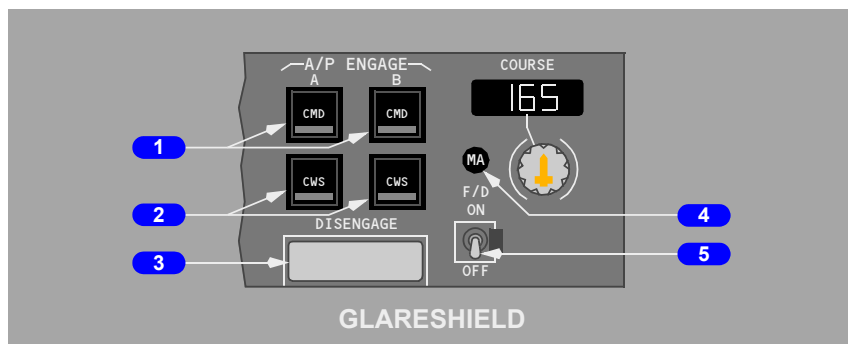 A/P ENGAGE
A B
COURSE
165
CMD CMD
1
MA
CWS CWS
F/D
ON
2
4
DISENGAGE
5
3
OFF
GLARESHIELD